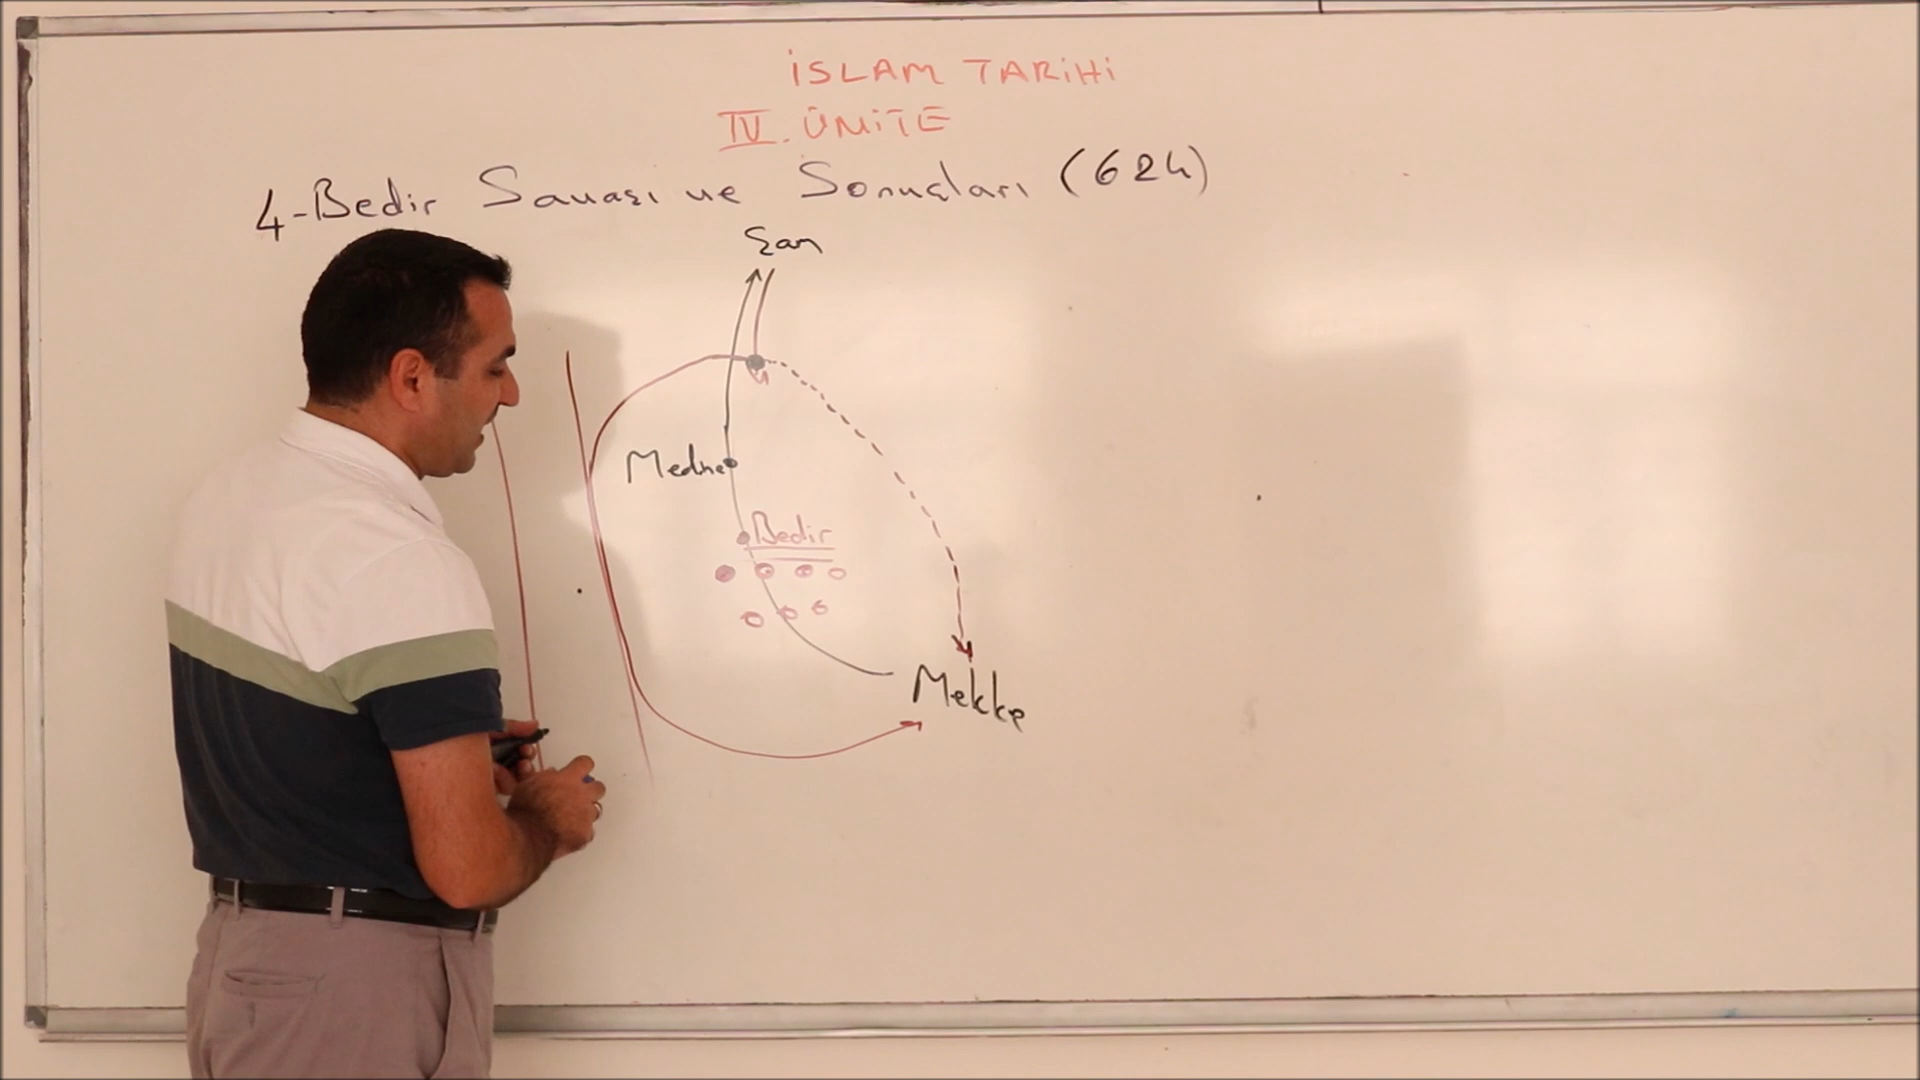 İSLAM TARİHİ
IV. ÜNİTE
4-Bedir Savaşı ve Sonuçları (624)
Şam
Medine
Bedir
Mekke